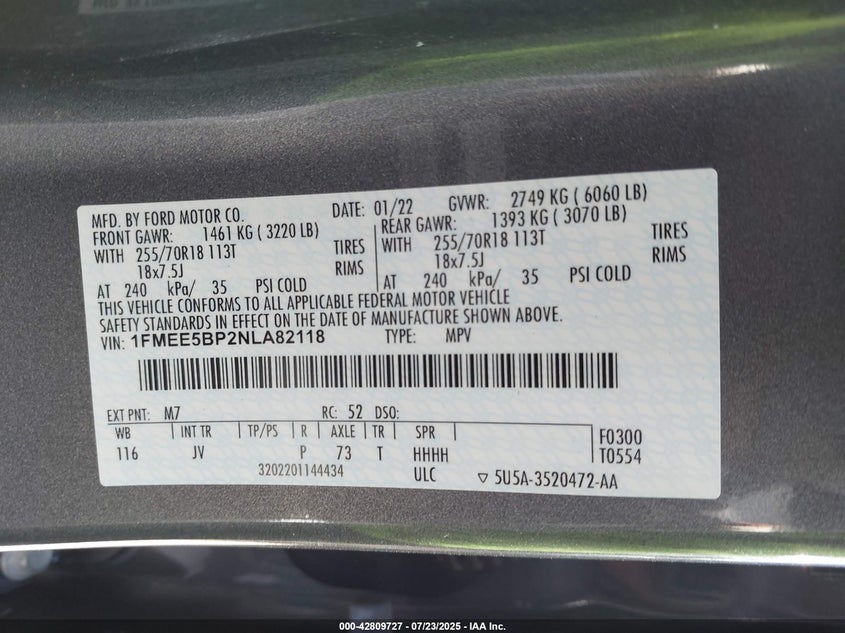 MFD. BY FORD MOTOR CO.
DATE: 01/22 GVWR: 2749 KG ( 6060 LB)
FRONT GAWR: 1461 KG ( 3220 LB)
WITH 255/70R18 113T TIRES
18x7.5J RIMS
AT 240 kPa/ 35 PSI COLD
REAR GAWR: 1393 KG ( 3070 LB)
WITH 255/70R18 113T TIRES
18x7.5J RIMS
AT 240 kPa/ 35 PSI COLD
THIS VEHICLE CONFORMS TO ALL APPLICABLE FEDERAL MOTOR VEHICLE
SAFETY STANDARDS IN EFFECT ON THE DATE OF MANUFACTURE SHOWN ABOVE.
VIN: 1FMEE5BP2NLA82118 TYPE: MPV
EXT PNT: M7 RC: 52 DSO:
WB INT TR TP/PS R AXLE TR SPR F0300
116 JV P 73 T HHHH T0554
3202201144434 ULC 5U5A-3520472-AA
000-42809727 | 07/23/2025 - IAA Inc.